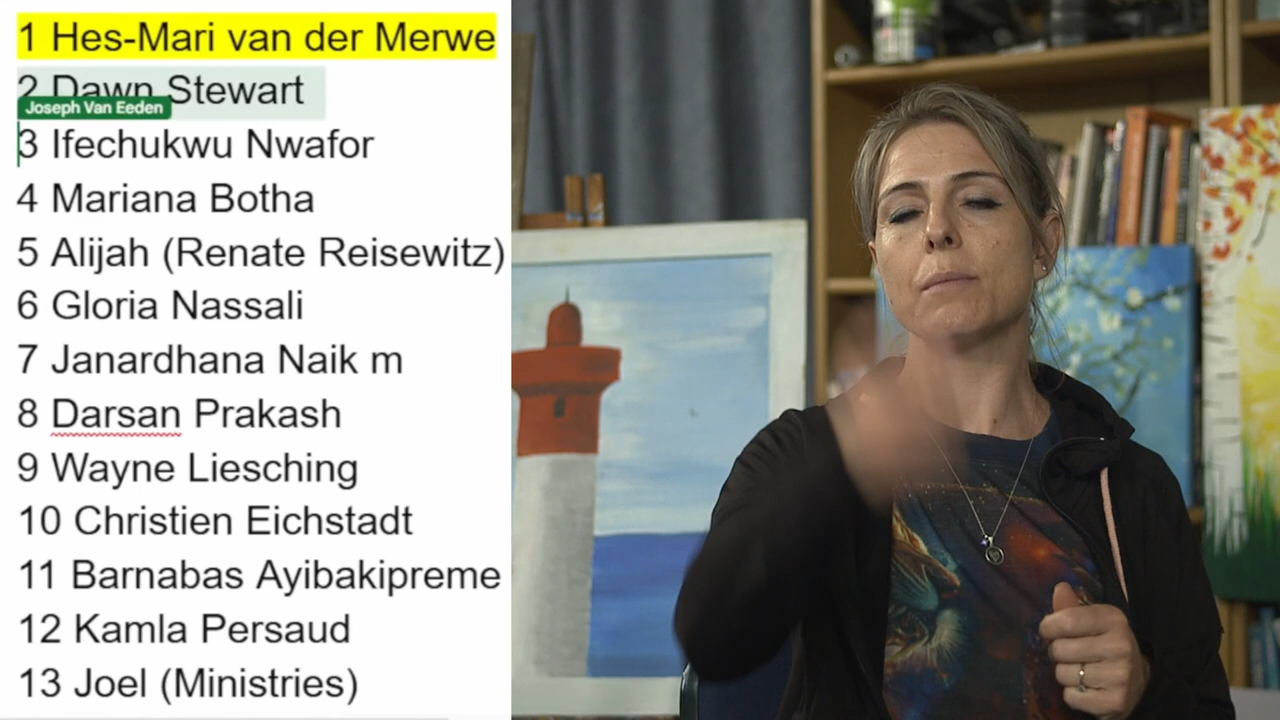 1 Hes-Mari van der Merwe
2 Dawn Stewart
Joseph Van Eeden
3 Ifechukwu Nwafor
4 Mariana Botha
5 Alijah (Renate Reisewitz)
6 Gloria Nassali
7 Janardhana Naik m
8 Darsan Prakash
9 Wayne Liesching
10 Christien Eichstadt
11 Barnabas Ayibakipreme
12 Kamla Persaud
13 Joel (Ministries)